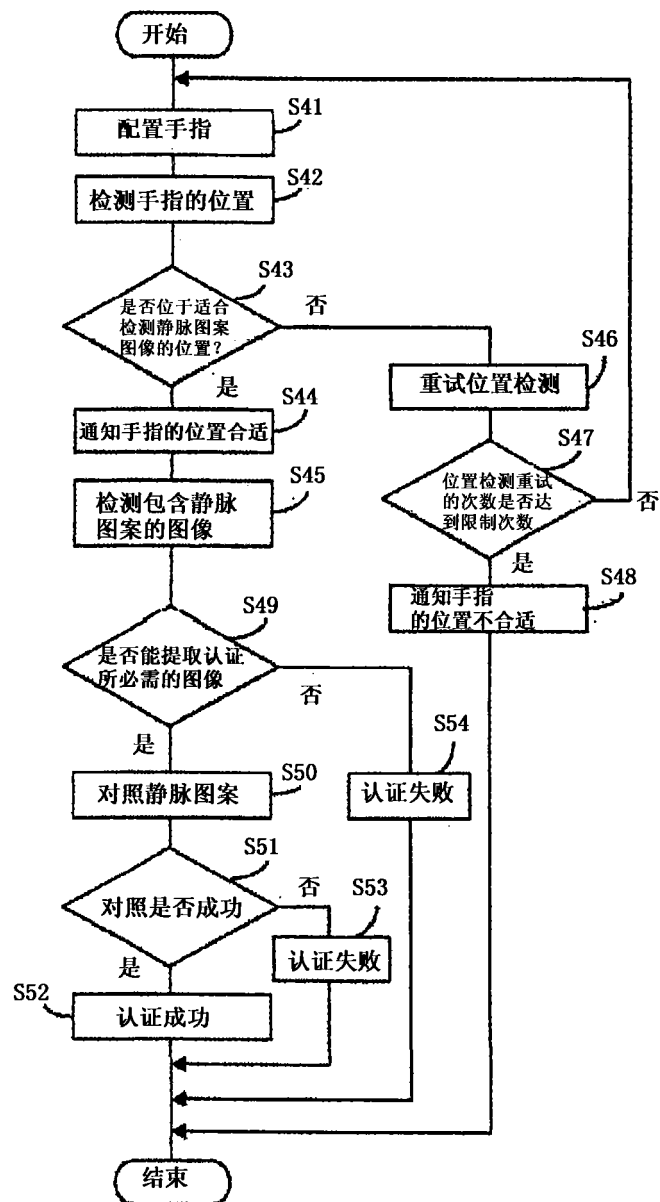 开始
S41
配置手指
S42
检测手指的位置
S43
是否位于适合
检测静脉图案
图像的位置？
否
是
S46
重试位置检测
S44
通知手指的位置合适
S47
位置检测重试
的次数是否达
到限制次数
否
是
S45
检测包含静脉
图案的图像
S48
通知手指
的位置不合适
S49
是否能提取认证
所必需的图像
否
是
S54
认证失败
S50
对照静脉图案
S51
对照是否成功
否
是
S53
认证失败
S52
认证成功
结束